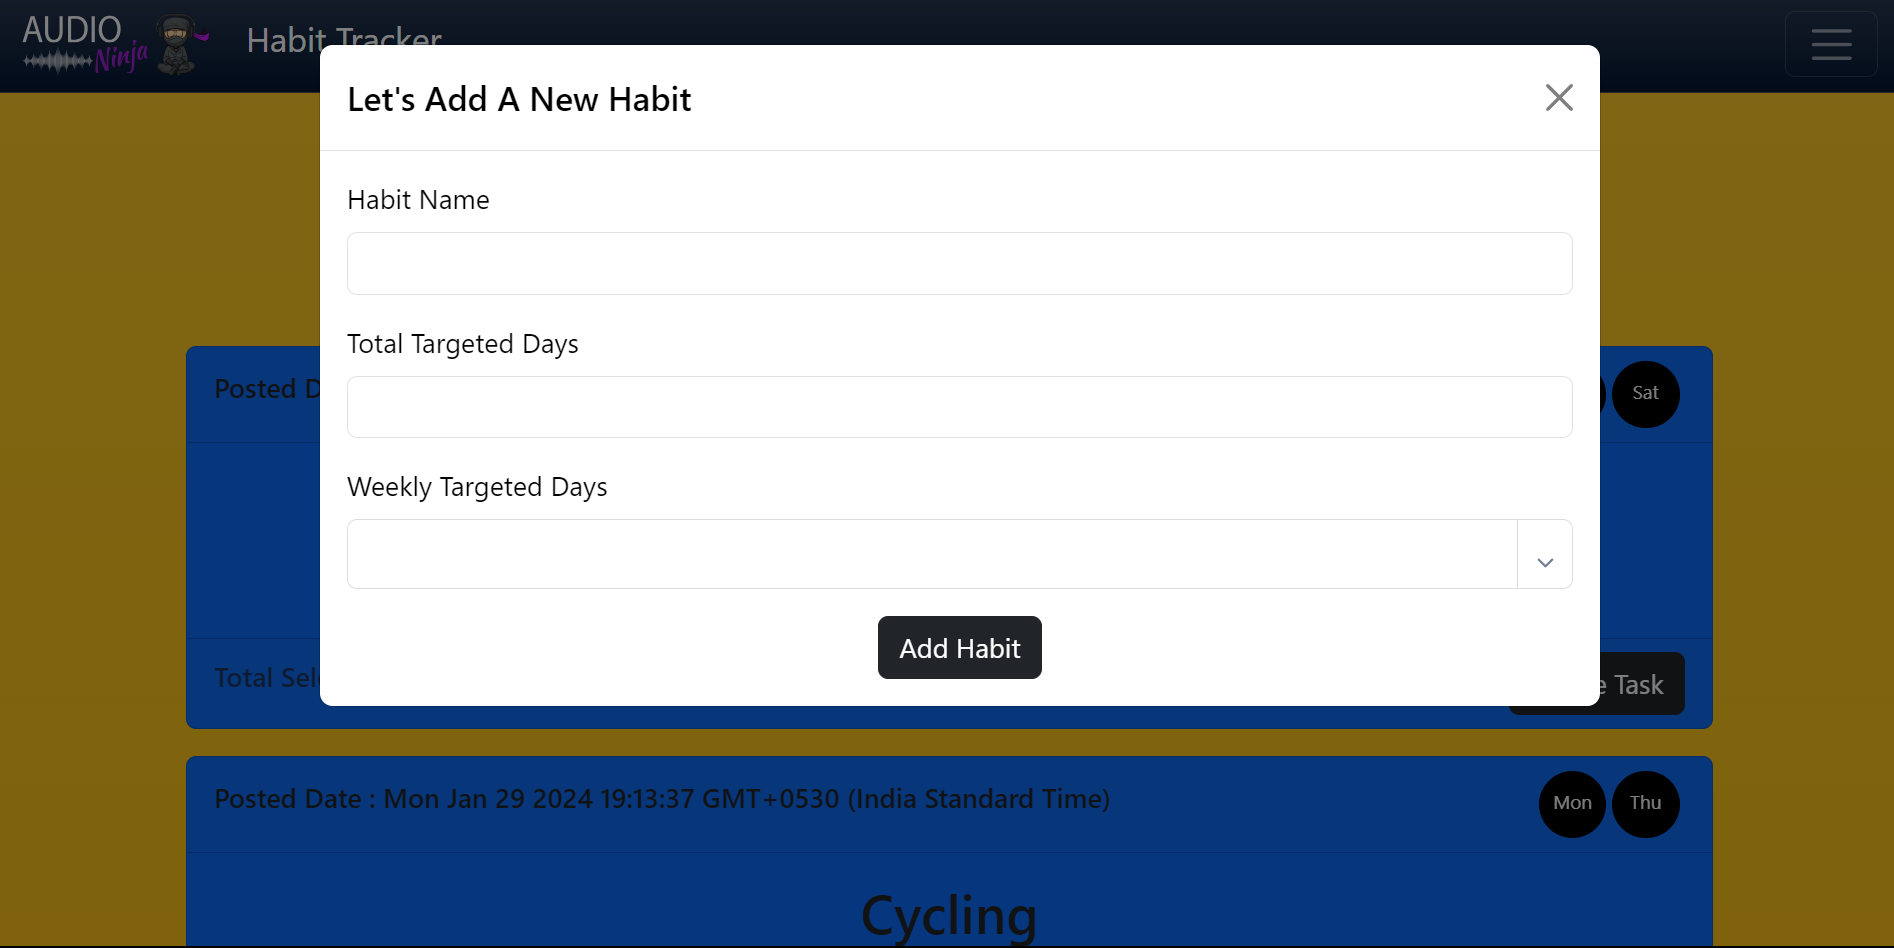 AUDIO
Ninja
Habit Tracker
Let's Add A New Habit
Habit Name
Total Targeted Days
Weekly Targeted Days
Add Habit
Posted
Sat
Total
Task
Posted Date : Mon Jan 29 2024 19:13:37 GMT+0530 (India Standard Time)
Mon
Thu
Cycling